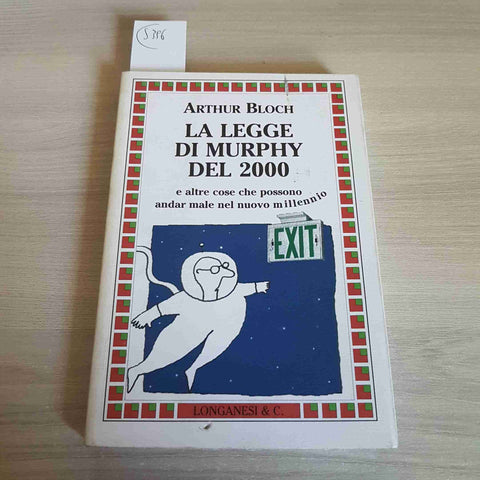 5396
ARTHUR BLOCH
LA LEGGE
DI MURPHY
DEL 2000
e altre cose che possono
andar male nel nuovo millennio
EXIT
LONGANESI & C.